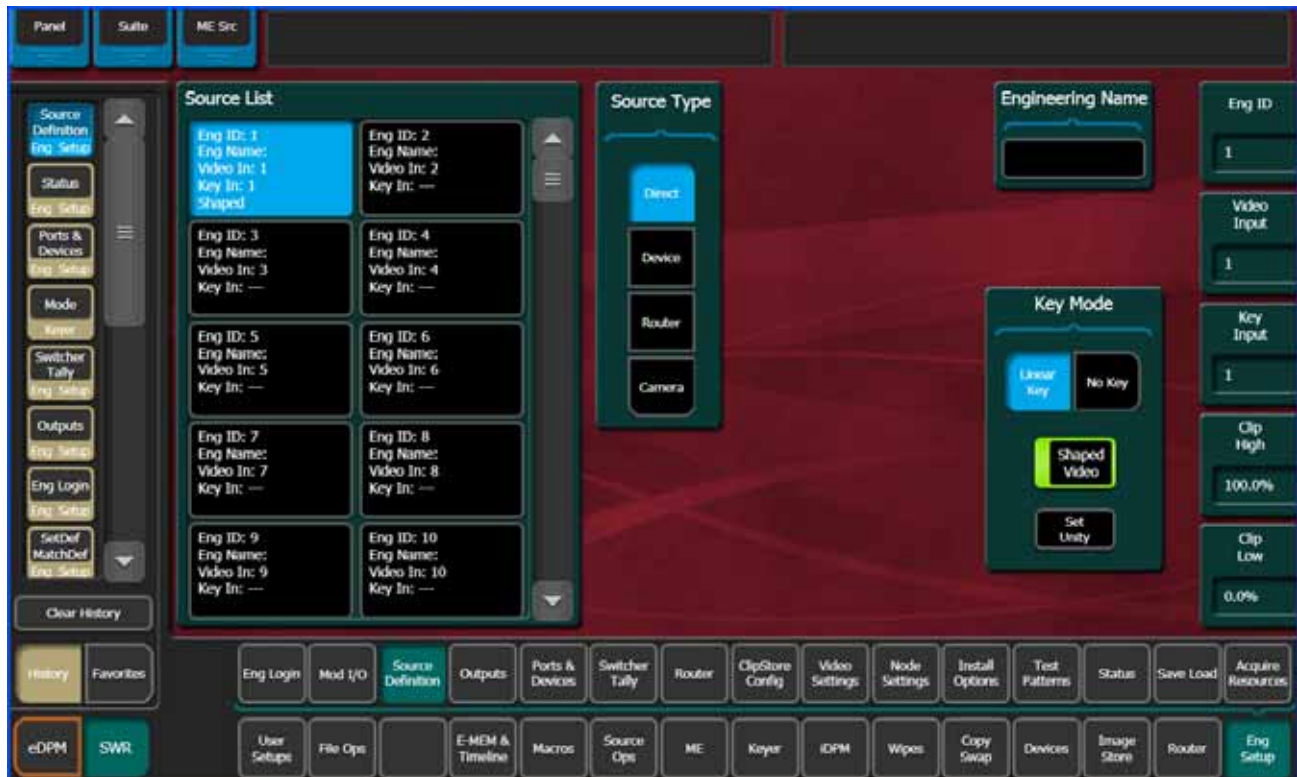 Panel
Suite
ME Src
Source
Definition
Eng Setup
Status
Eng Setup
Ports &
Devices
Eng Setup
Mode
Keyer
Switcher
Tally
Eng Setup
Outputs
Eng Setup
Eng Login
Eng Setup
SetDef
MatchDef
Eng Setup
Clear History
History
Favorites
eDPM
SWR
Source List
Eng ID: 1
Eng Name:
Video In: 1
Key In: 1
Shaped
Eng ID: 2
Eng Name:
Video In: 2
Key In: ---
Eng ID: 3
Eng Name:
Video In: 3
Key In: ---
Eng ID: 4
Eng Name:
Video In: 4
Key In: ---
Eng ID: 5
Eng Name:
Video In: 5
Key In: ---
Eng ID: 6
Eng Name:
Video In: 6
Key In: ---
Eng ID: 7
Eng Name:
Video In: 7
Key In: ---
Eng ID: 8
Eng Name:
Video In: 8
Key In: ---
Eng ID: 9
Eng Name:
Video In: 9
Key In: ---
Eng ID: 10
Eng Name:
Video In: 10
Key In: ---
Source Type
Direct
Device
Router
Camera
Engineering Name
Key Mode
Linear
Key
No Key
Shaped
Video
Set
Unity
Eng ID
1
Video
Input
1
Key
Input
1
Clip
High
100.0%
Clip
Low
0.0%
Eng Login
Mod I/O
Source
Definition
Outputs
Ports &
Devices
Switcher
Tally
Router
ClipStore
Config
Video
Settings
Node
Settings
Install
Options
Test
Patterns
Status
Save Load
Acquire
Resources
User
Setups
File Ops
E-MEM &
Timeline
Macros
Source
Ops
ME
Keyer
iDPM
Wipes
Copy
Swap
Devices
Image
Store
Router
Eng
Setup